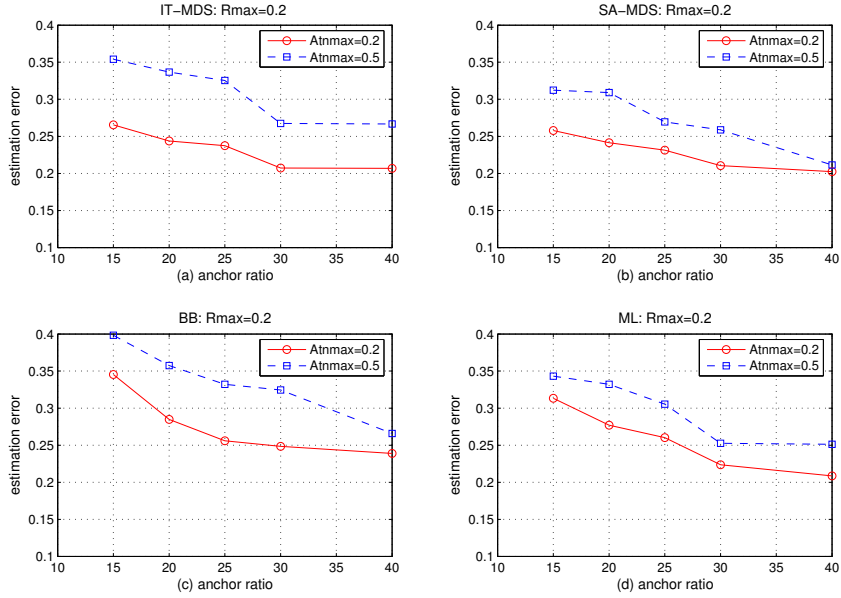 IT-MDS: Rmax=0.2
0.4
0.35
0.3
0.25
0.2
0.15
0.1
estimation error
Atnmax=0.2
Atnmax=0.5
10 15 20 25 30 35 40
(a) anchor ratio
SA-MDS: Rmax=0.2
0.4
0.35
0.3
0.25
0.2
0.15
0.1
estimation error
Atnmax=0.2
Atnmax=0.5
10 15 20 25 30 35 40
(b) anchor ratio
BB: Rmax=0.2
0.4
0.35
0.3
0.25
0.2
0.15
0.1
estimation error
Atnmax=0.2
Atnmax=0.5
10 15 20 25 30 35 40
(c) anchor ratio
ML: Rmax=0.2
0.4
0.35
0.3
0.25
0.2
0.15
0.1
estimation error
Atnmax=0.2
Atnmax=0.5
10 15 20 25 30 35 40
(d) anchor ratio